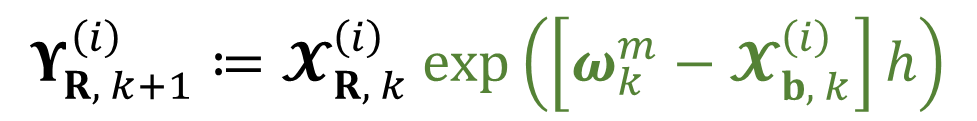 𝚼_{𝐑, k+1}^{(i)} := 𝓧_{𝐑, k}^{(i)} exp([𝝎_k^m − 𝓧_{𝐛, k}^{(i)}] h)